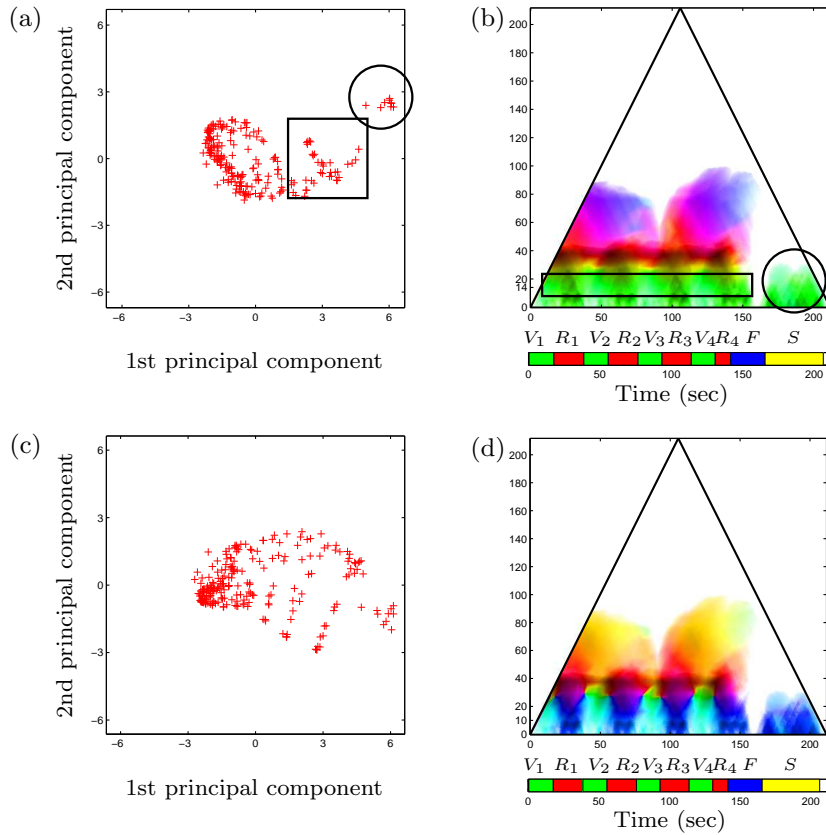 (a)
6
3
0
−3
−6
−6 −3 0 3 6
2nd principal component
1st principal component
(b)
200
180
160
140
120
100
80
60
40
20
14
0
0 50 100 150 200
V1 R1 V2 R2 V3 R3 V4 R4 F S
0 50 100 150 200
Time (sec)
(c)
6
3
0
−3
−6
−6 −3 0 3 6
2nd principal component
1st principal component
(d)
200
180
160
140
120
100
80
60
40
20
10
0
0 50 100 150 200
V1 R1 V2 R2 V3 R3 V4 R4 F S
0 50 100 150 200
Time (sec)